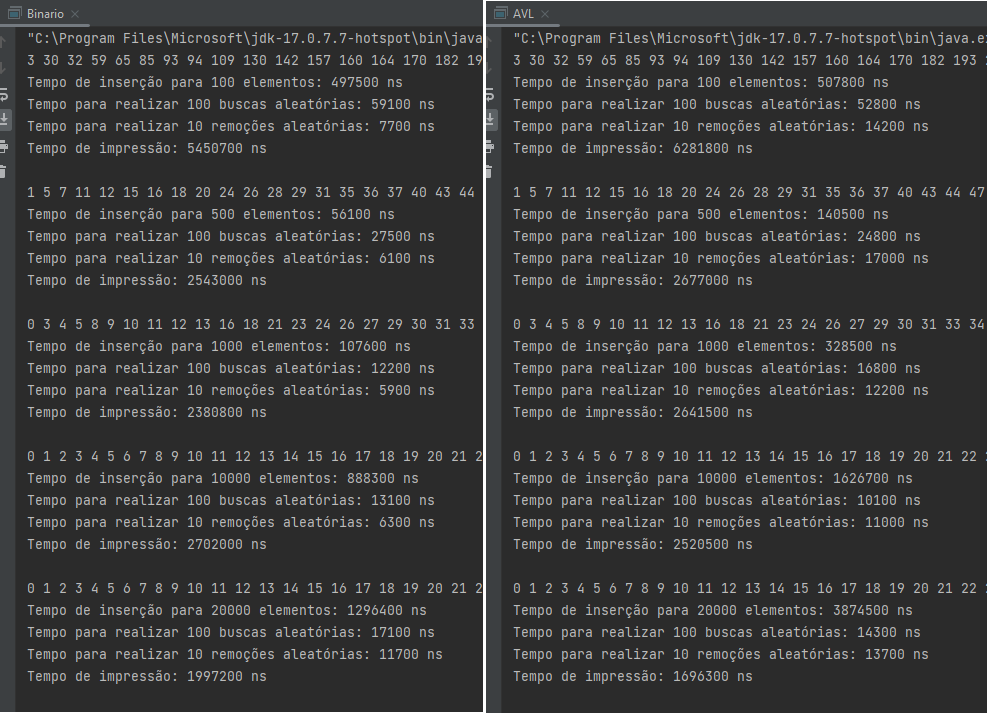 Binario
"C:\Program Files\Microsoft\jdk-17.0.7.7-hotspot\bin\java
3 30 32 59 65 85 93 94 109 130 142 157 160 164 170 182 19
Tempo de inserção para 100 elementos: 497500 ns
Tempo para realizar 100 buscas aleatórias: 59100 ns
Tempo para realizar 10 remoções aleatórias: 7700 ns
Tempo de impressão: 5450700 ns
1 5 7 11 12 15 16 18 20 24 26 28 29 31 35 36 37 40 43 44
Tempo de inserção para 500 elementos: 56100 ns
Tempo para realizar 100 buscas aleatórias: 27500 ns
Tempo para realizar 10 remoções aleatórias: 6100 ns
Tempo de impressão: 2543000 ns
0 3 4 5 8 9 10 11 12 13 16 18 21 23 24 26 27 29 30 31 33
Tempo de inserção para 1000 elementos: 107600 ns
Tempo para realizar 100 buscas aleatórias: 12200 ns
Tempo para realizar 10 remoções aleatórias: 5900 ns
Tempo de impressão: 2380800 ns
0 1 2 3 4 5 6 7 8 9 10 11 12 13 14 15 16 17 18 19 20 21 2
Tempo de inserção para 10000 elementos: 888300 ns
Tempo para realizar 100 buscas aleatórias: 13100 ns
Tempo para realizar 10 remoções aleatórias: 6300 ns
Tempo de impressão: 2702000 ns
0 1 2 3 4 5 6 7 8 9 10 11 12 13 14 15 16 17 18 19 20 21 2
Tempo de inserção para 20000 elementos: 1296400 ns
Tempo para realizar 100 buscas aleatórias: 17100 ns
Tempo para realizar 10 remoções aleatórias: 11700 ns
Tempo de impressão: 1997200 ns
AVL
"C:\Program Files\Microsoft\jdk-17.0.7.7-hotspot\bin\java.e
3 30 32 59 65 85 93 94 109 130 142 157 160 164 170 182 193
Tempo de inserção para 100 elementos: 507800 ns
Tempo para realizar 100 buscas aleatórias: 52800 ns
Tempo para realizar 10 remoções aleatórias: 14200 ns
Tempo de impressão: 6281800 ns
1 5 7 11 12 15 16 18 20 24 26 28 29 31 35 36 37 40 43 44 47
Tempo de inserção para 500 elementos: 140500 ns
Tempo para realizar 100 buscas aleatórias: 24800 ns
Tempo para realizar 10 remoções aleatórias: 17000 ns
Tempo de impressão: 2677000 ns
0 3 4 5 8 9 10 11 12 13 16 18 21 23 24 26 27 29 30 31 33 34
Tempo de inserção para 1000 elementos: 328500 ns
Tempo para realizar 100 buscas aleatórias: 16800 ns
Tempo para realizar 10 remoções aleatórias: 12200 ns
Tempo de impressão: 2641500 ns
0 1 2 3 4 5 6 7 8 9 10 11 12 13 14 15 16 17 18 19 20 21 22
Tempo de inserção para 10000 elementos: 1626700 ns
Tempo para realizar 100 buscas aleatórias: 10100 ns
Tempo para realizar 10 remoções aleatórias: 11000 ns
Tempo de impressão: 2520500 ns
0 1 2 3 4 5 6 7 8 9 10 11 12 13 14 15 16 17 18 19 20 21 22
Tempo de inserção para 20000 elementos: 3874500 ns
Tempo para realizar 100 buscas aleatórias: 14300 ns
Tempo para realizar 10 remoções aleatórias: 13700 ns
Tempo de impressão: 1696300 ns